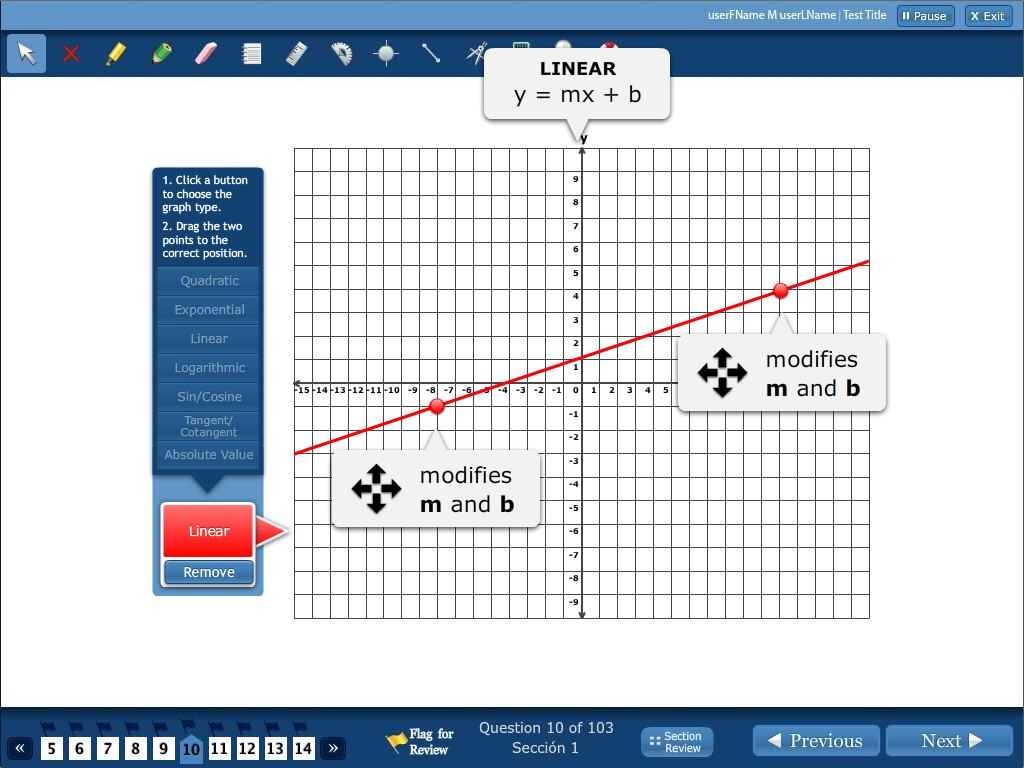 userFName M userLName | Test Title
Pause
X Exit
LINEAR
y = mx + b
y
1. Click a button
to choose the
graph type.
2. Drag the two
points to the
correct position.
Quadratic
Exponential
Linear
Logarithmic
Sin/Cosine
Tangent/
Cotangent
Absolute Value
Linear
Remove
9
8
7
6
5
4
3
2
1
-15 -14 -13 -12 -11 -10 -9 -8 -7 -6 -5 -4 -3 -2 -1 0 1 2 3 4 5
-1
-2
-3
-4
-5
-6
-7
-8
-9
modifies
m and b
modifies
m and b
« 5 6 7 8 9 10 11 12 13 14 »
Flag for
Review
Question 10 of 103
Sección 1
Section
Review
Previous
Next